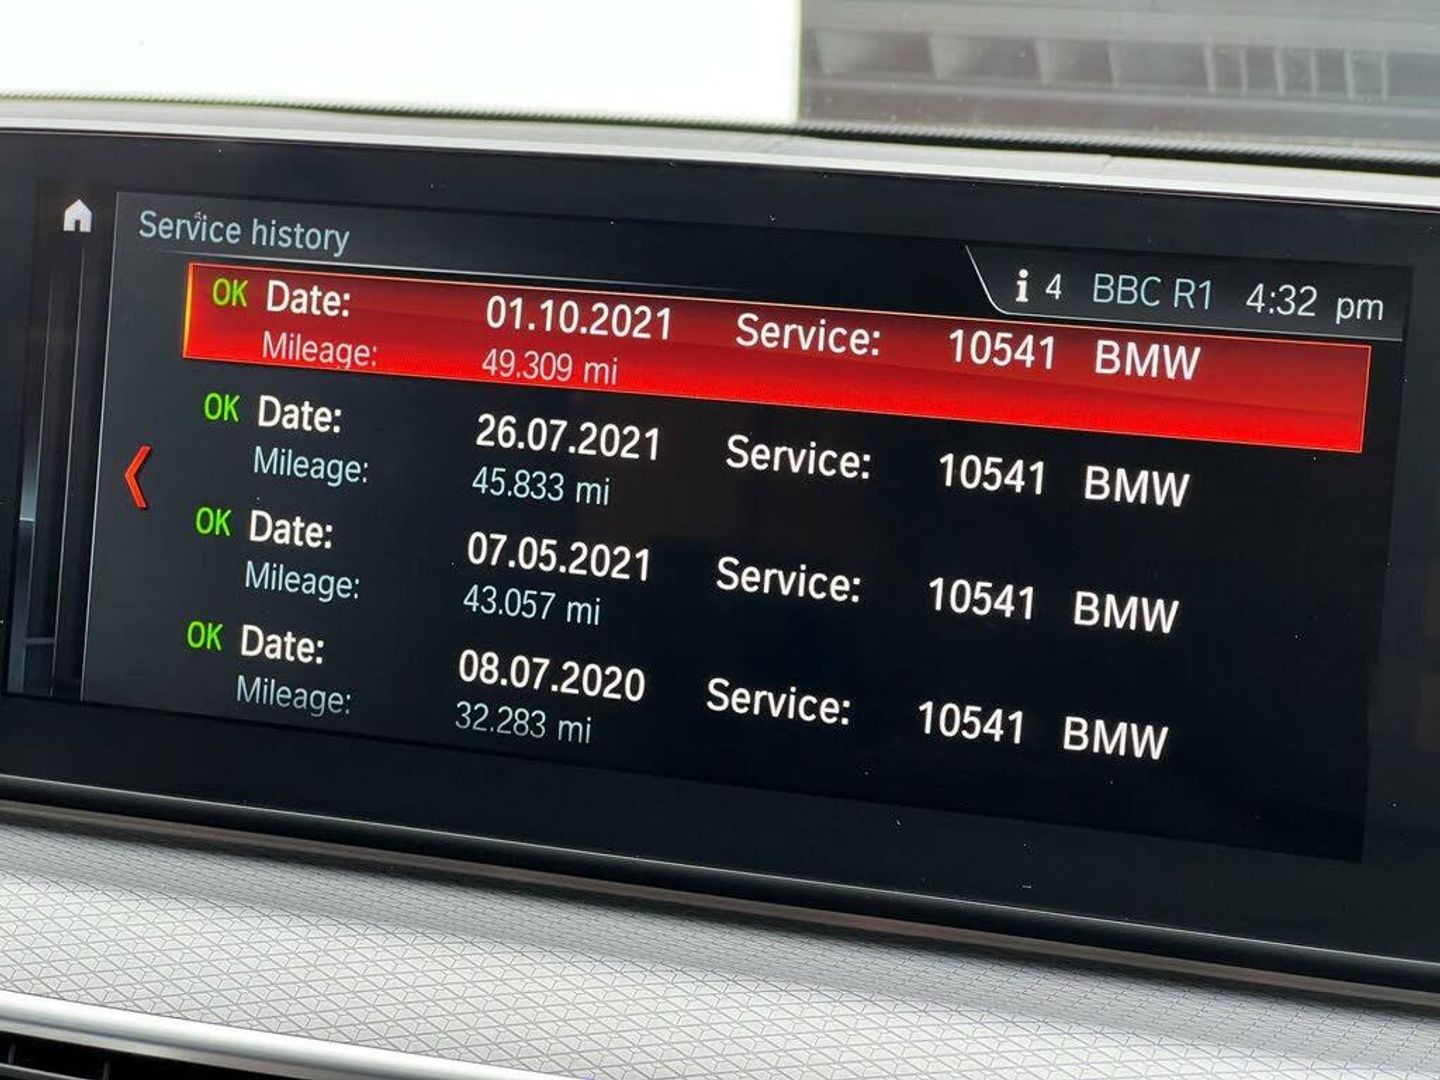 Service history
i 4 BBC R1 4:32 pm
OK Date: 01.10.2021 Service: 10541 BMW
Mileage: 49.309 mi
OK Date: 26.07.2021 Service: 10541 BMW
Mileage: 45.833 mi
OK Date: 07.05.2021 Service: 10541 BMW
Mileage: 43.057 mi
OK Date: 08.07.2020 Service: 10541 BMW
Mileage: 32.283 mi